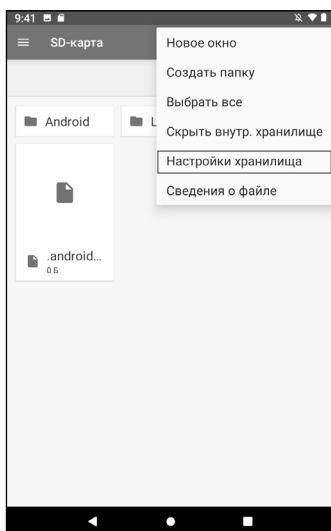 9:41
SD-карта
Новое окно
Создать папку
Выбрать все
Скрыть внутр. хранилище
Настройки хранилища
Сведения о файле
Android
L
.android...
0 Б